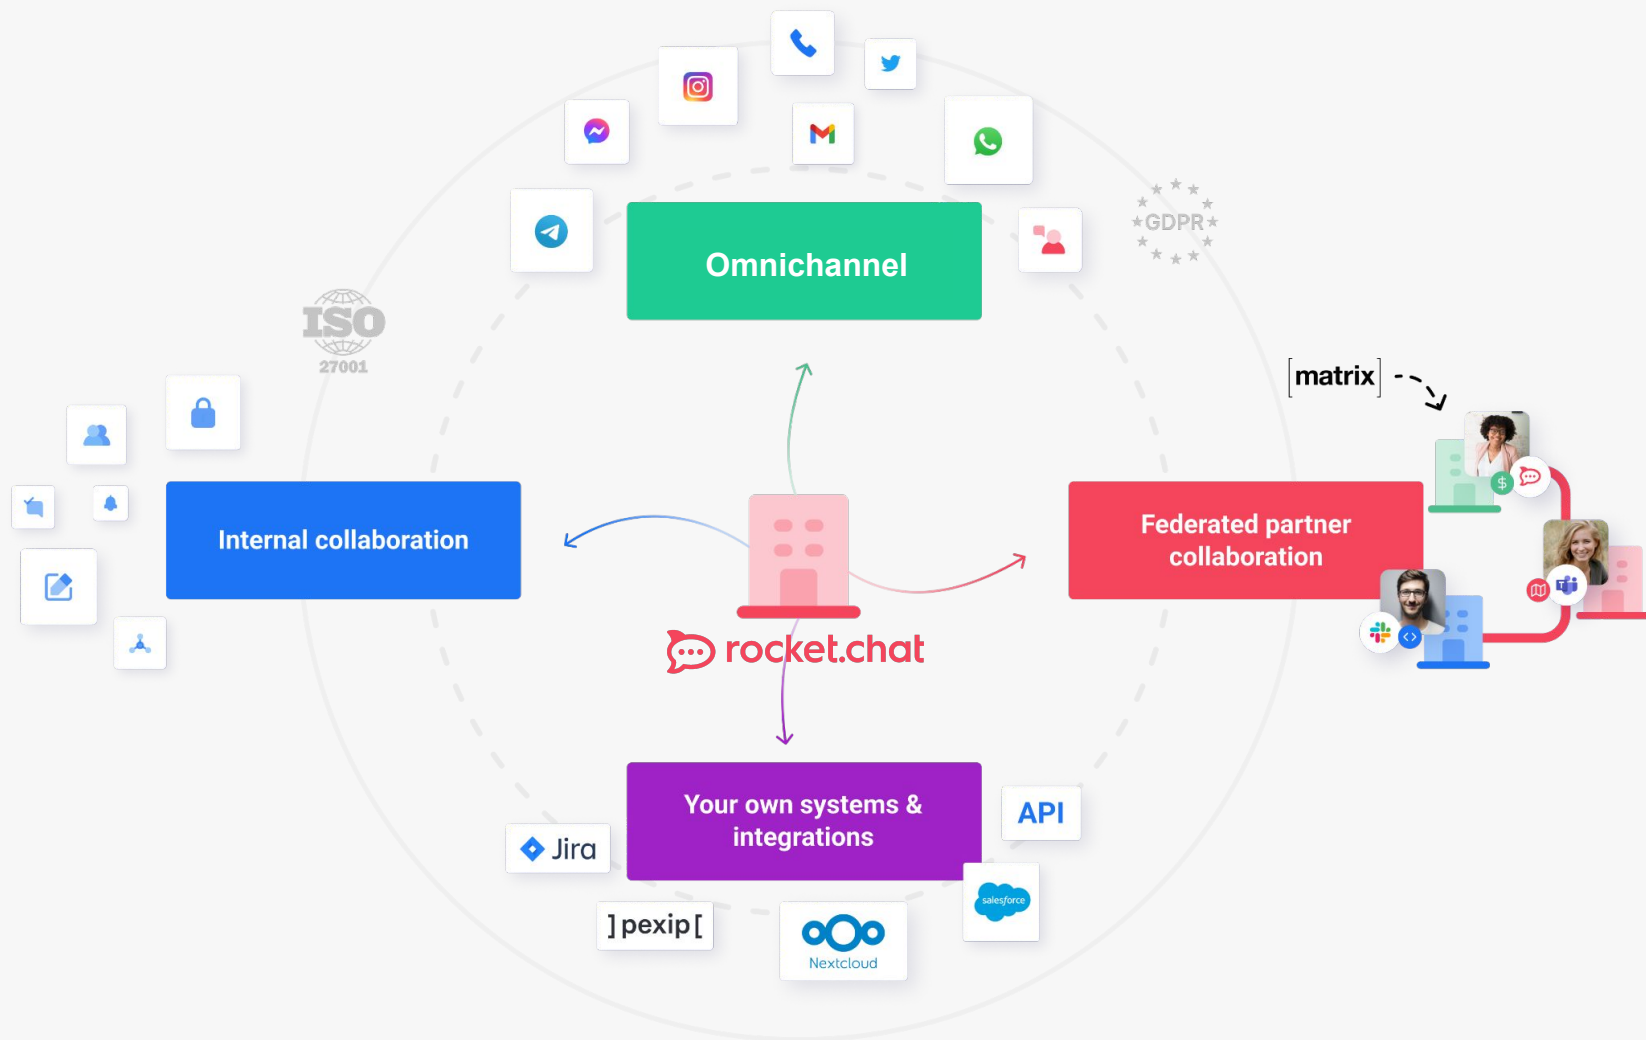 Omnichannel
GDPR
ISO
27001
[matrix]
Internal collaboration
Federated partner
collaboration
$
rocket.chat
Your own systems &
integrations
API
Jira
salesforce
]pexip[
Nextcloud